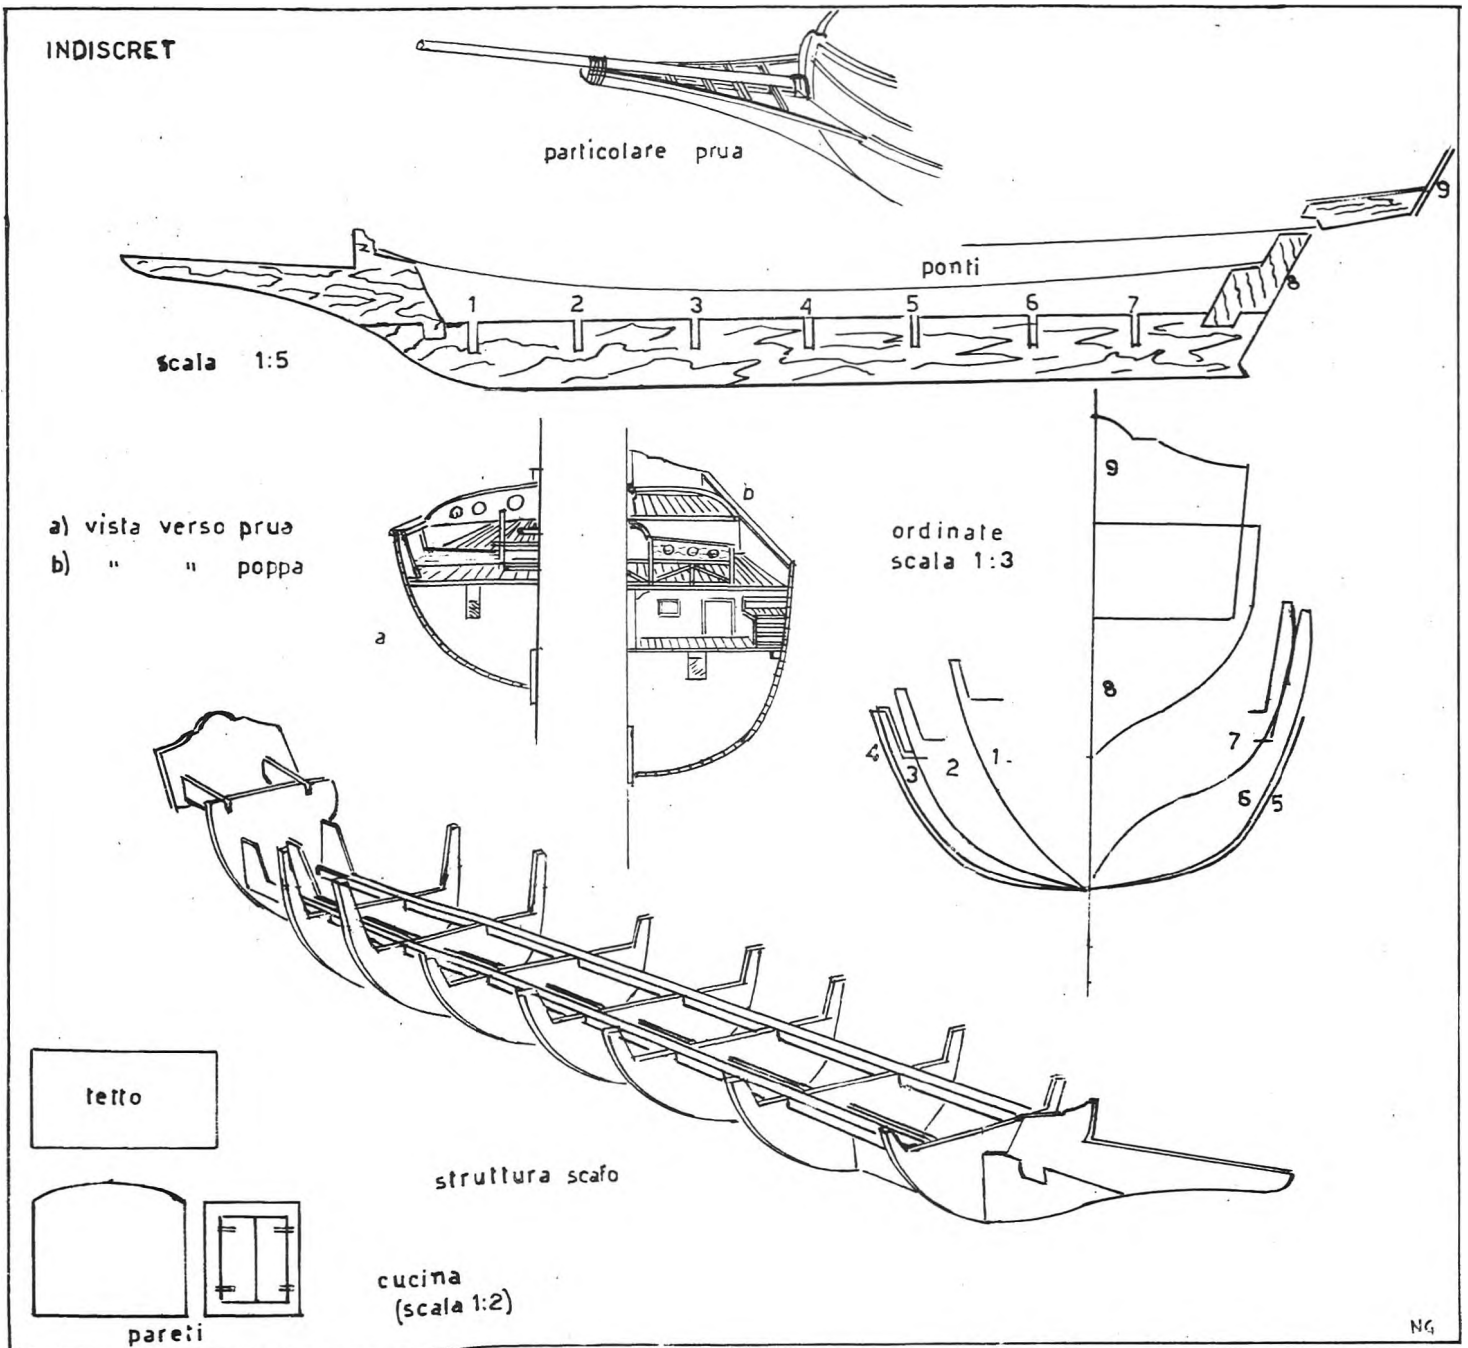 INDISCRET
particolare prua
9
ponti
8
1 2 3 4 5 6 7
scala 1:5
a) vista verso prua
b) " " poppa
a
b
ordinate
scala 1:3
9
8
7
4 3 2 1
6 5
struttura scafo
tetto
pareti
cucina
(scala 1:2)
NG